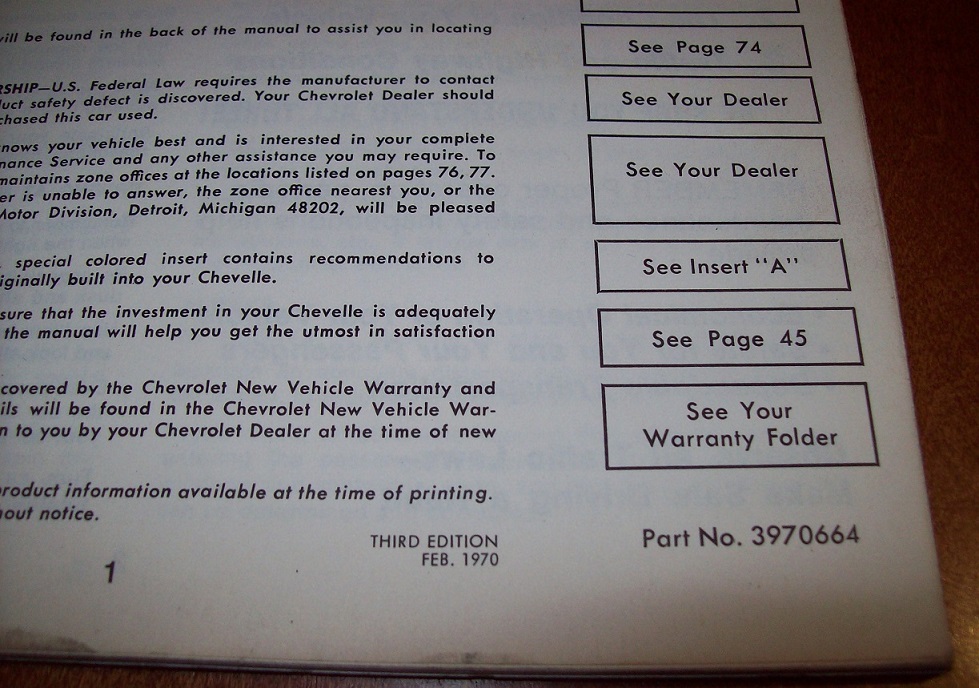 will be found in the back of the manual to assist you in locating
See Page 74
RSHIP—U.S. Federal Law requires the manufacturer to contact
duct safety defect is discovered. Your Chevrolet Dealer should
chased this car used.
See Your Dealer
nows your vehicle best and is interested in your complete
nance Service and any other assistance you may require. To
maintains zone offices at the locations listed on pages 76, 77.
er is unable to answer, the zone office nearest you, or the
Motor Division, Detroit, Michigan 48202, will be pleased
See Your Dealer
special colored insert contains recommendations to
iginally built into your Chevelle.
See Insert "A"
sure that the investment in your Chevelle is adequately
the manual will help you get the utmost in satisfaction
See Page 45
covered by the Chevrolet New Vehicle Warranty and
ils will be found in the Chevrolet New Vehicle War-
n to you by your Chevrolet Dealer at the time of new
See Your
Warranty Folder
product information available at the time of printing.
hout notice.
THIRD EDITION
FEB. 1970
Part No. 3970664
1